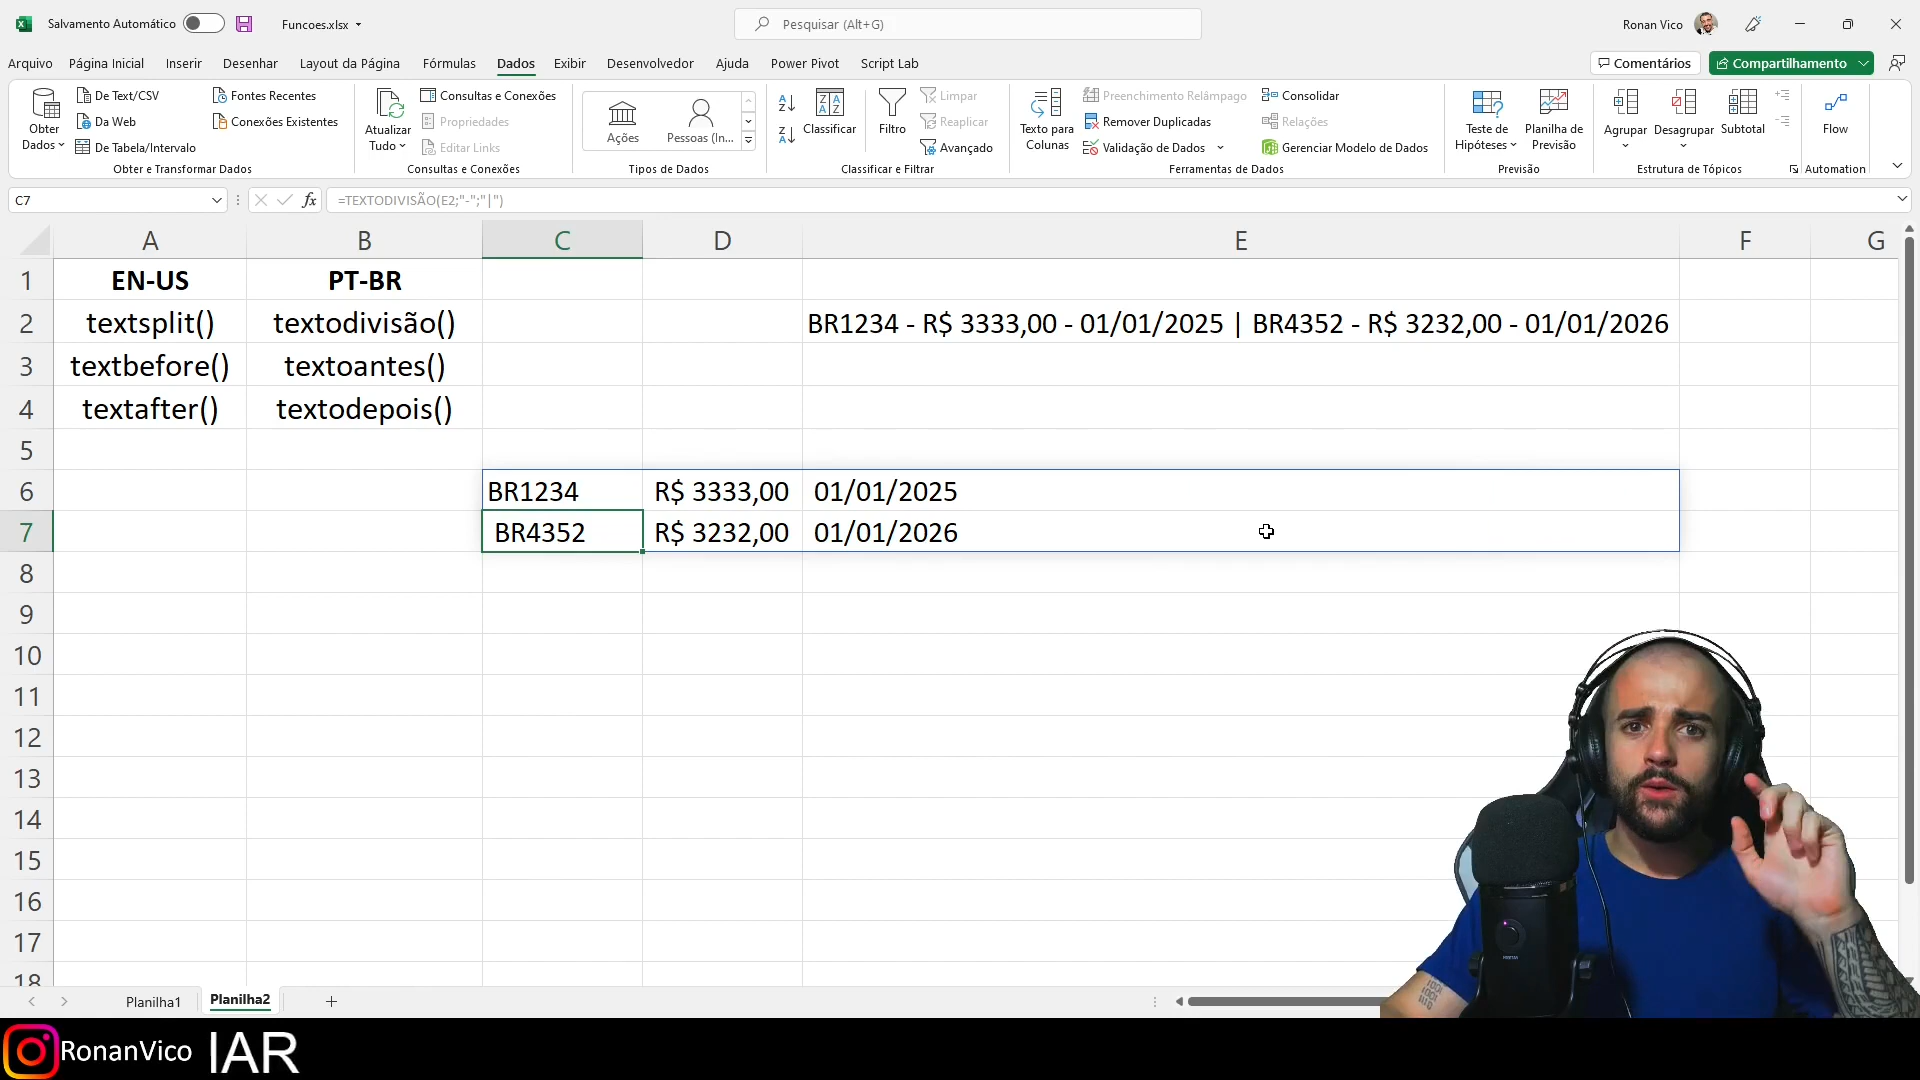 Salvamento Automático
Funcoes.xlsx
Pesquisar (Alt+G)
Ronan Vico
Arquivo Página Inicial Inserir Desenhar Layout da Página Fórmulas Dados Exibir Desenvolvedor Ajuda Power Pivot Script Lab
Comentários
Compartilhamento
Obter Dados
De Text/CSV
Da Web
De Tabela/Intervalo
Fontes Recentes
Conexões Existentes
Obter e Transformar Dados
Atualizar Tudo
Consultas e Conexões
Propriedades
Editar Links
Consultas e Conexões
Ações
Pessoas (In...
Tipos de Dados
Classificar
Filtro
Limpar
Reaplicar
Avançado
Classificar e Filtrar
Texto para Colunas
Preenchimento Relâmpago
Remover Duplicadas
Validação de Dados
Consolidar
Relações
Gerenciar Modelo de Dados
Ferramentas de Dados
Teste de Hipóteses
Planilha de Previsão
Previsão
Agrupar
Desagrupar
Subtotal
Estrutura de Tópicos
Flow
Automation
C7
fx
=TEXTODIVISÃO(E2;"-";"|")
A B C D E F G
1 EN-US PT-BR
2 textsplit() textodivisão() BR1234 - R$ 3333,00 - 01/01/2025 | BR4352 - R$ 3232,00 - 01/01/2026
3 textbefore() textoantes()
4 textafter() textodepois()
5
6 BR1234 R$ 3333,00 01/01/2025
7 BR4352 R$ 3232,00 01/01/2026
8
9
10
11
12
13
14
15
16
17
18
Planilha1 Planilha2
RonanVico IAR